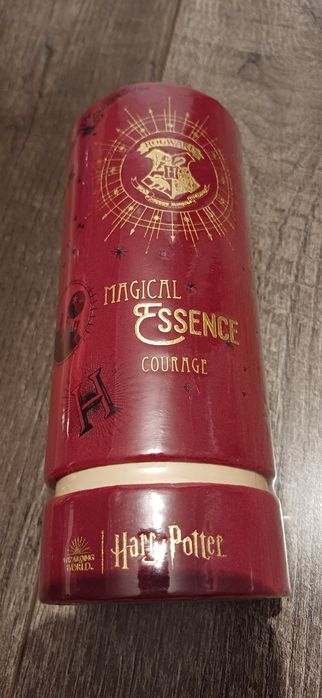 HOGWARTS
H
MAGICAL
ESSENCE
COURAGE
H
WIZARDING
WORLD
Harry Potter